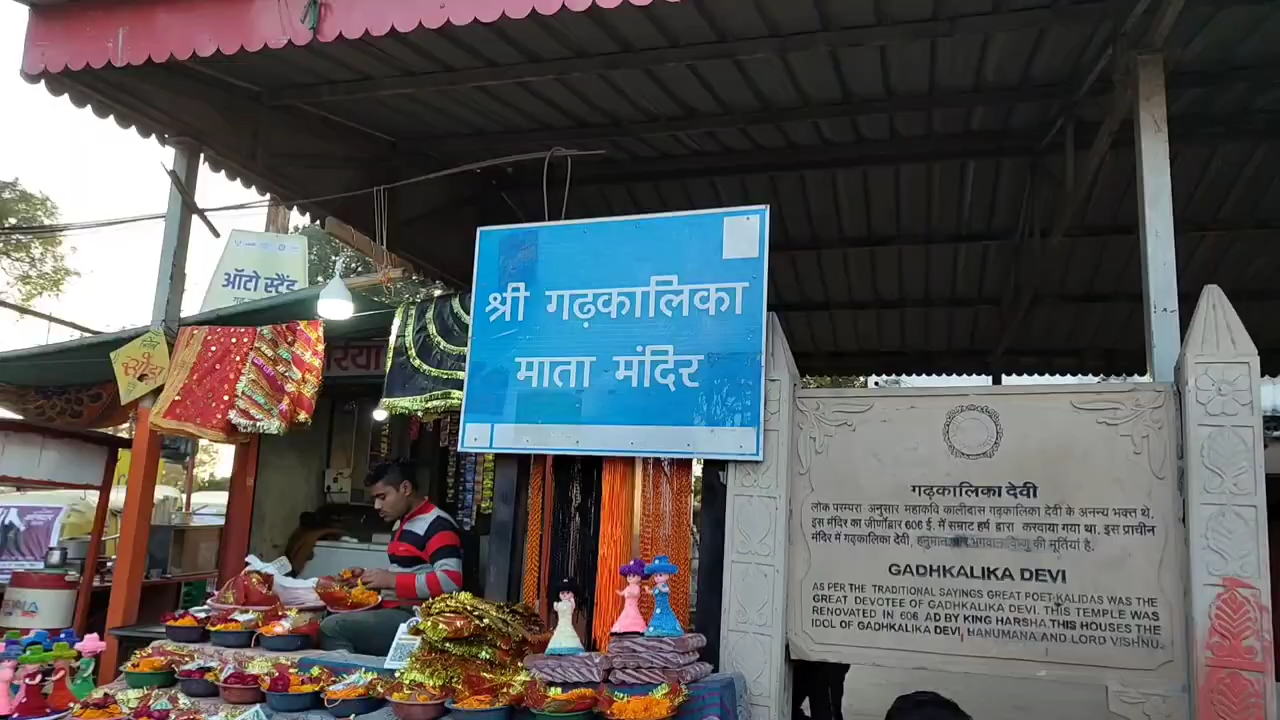 ऑटो स्टैंड
श्री गढ़कालिका
माता मंदिर
गढ़कालिका देवी
लोक परम्परा अनुसार महाकवि कालीदास गढ़कालिका देवी के अनन्य भक्त थे.
इस मंदिर का जीर्णोद्धार 606 ई. में सम्राट हर्ष द्वारा करवाया गया था. इस प्राचीन
मंदिर में गढ़कालिका देवी, हनुमान की मूर्तियां है.
GADHKALIKA DEVI
AS PER THE TRADITIONAL SAYINGS GREAT POET KALIDAS WAS THE
GREAT DEVOTEE OF GADHKALIKA DEVI. THIS TEMPLE WAS
RENOVATED IN 606 AD BY KING HARSHA.THIS HOUSES THE
IDOL OF GADHKALIKA DEVI, HANUMANA AND LORD VISHNU.